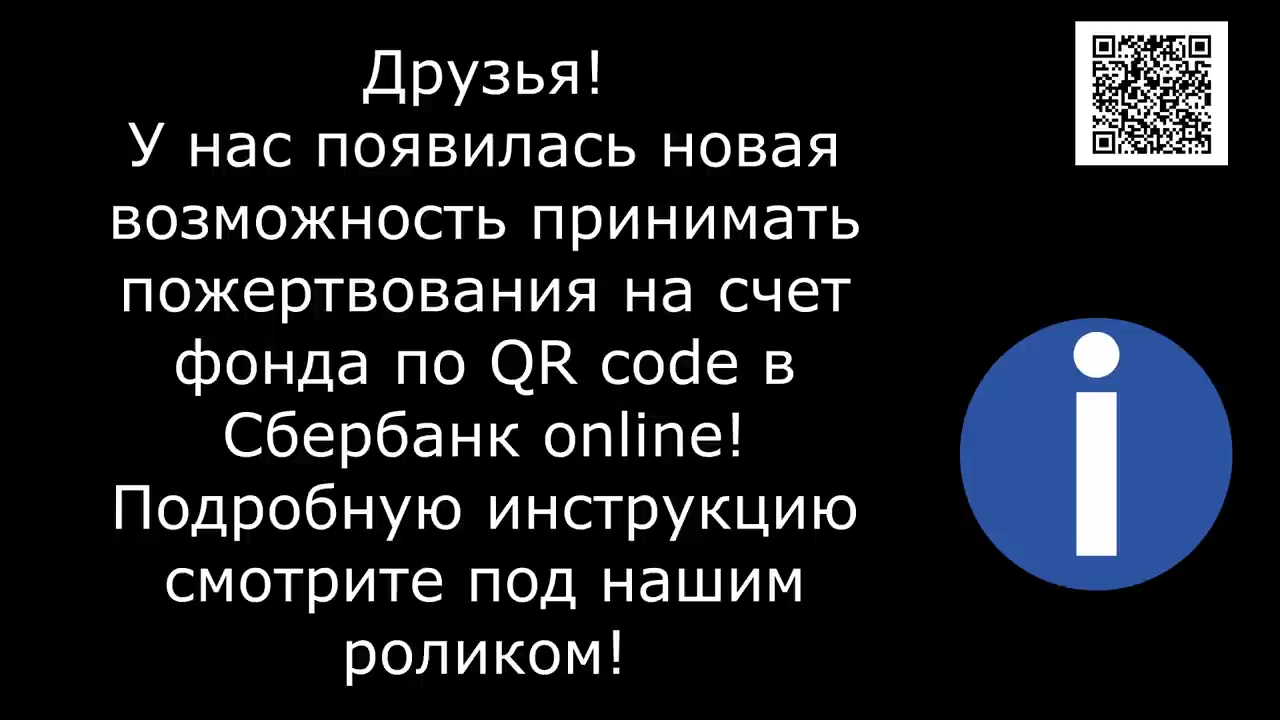 Друзья!
У нас появилась новая
возможность принимать
пожертвования на счет
фонда по QR code в
Сбербанк online!
Подробную инструкцию
смотрите под нашим
роликом!